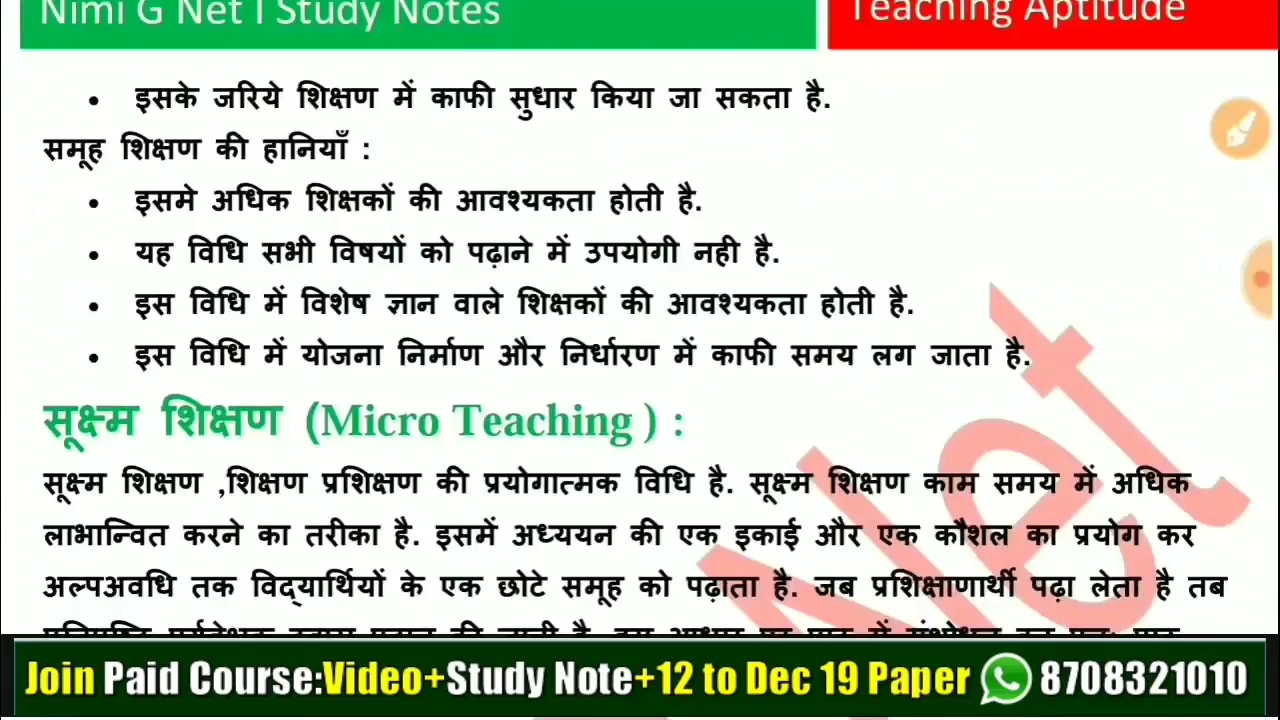 Nimi G Net I Study Notes
Teaching Aptitude
• इसके जरिये शिक्षण में काफी सुधार किया जा सकता है.
समूह शिक्षण की हानियाँ :
• इसमे अधिक शिक्षकों की आवश्यकता होती है.
• यह विधि सभी विषयों को पढ़ाने में उपयोगी नही है.
• इस विधि में विशेष ज्ञान वाले शिक्षकों की आवश्यकता होती है.
• इस विधि में योजना निर्माण और निर्धारण में काफी समय लग जाता है.
सूक्ष्म शिक्षण (Micro Teaching ) :
सूक्ष्म शिक्षण ,शिक्षण प्रशिक्षण की प्रयोगात्मक विधि है. सूक्ष्म शिक्षण काम समय में अधिक
लाभान्वित करने का तरीका है. इसमें अध्ययन की एक इकाई और एक कौशल का प्रयोग कर
अल्पअवधि तक विद्यार्थियों के एक छोटे समूह को पढ़ाता है. जब प्रशिक्षाणार्थी पढ़ा लेता है तब
Net
Join Paid Course:Video+Study Note+12 to Dec 19 Paper 8708321010